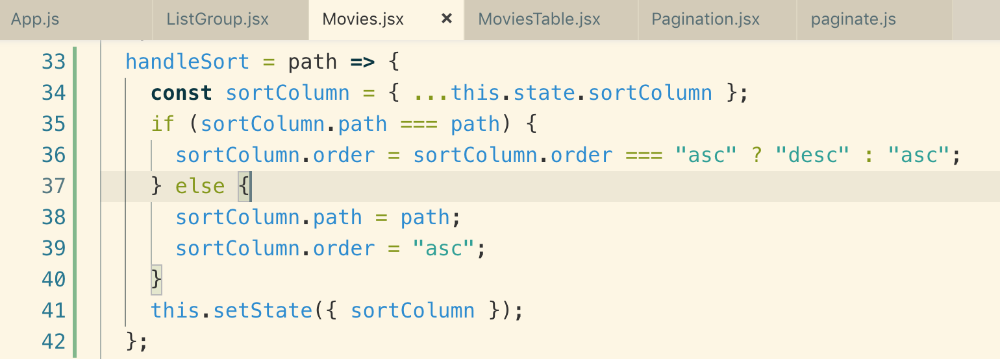 App.js ListGroup.jsx Movies.jsx × MoviesTable.jsx Pagination.jsx paginate.js
33 handleSort = path => {
34 const sortColumn = { ...this.state.sortColumn };
35 if (sortColumn.path === path) {
36 sortColumn.order = sortColumn.order === "asc" ? "desc" : "asc";
37 } else {
38 sortColumn.path = path;
39 sortColumn.order = "asc";
40 }
41 this.setState({ sortColumn });
42 };